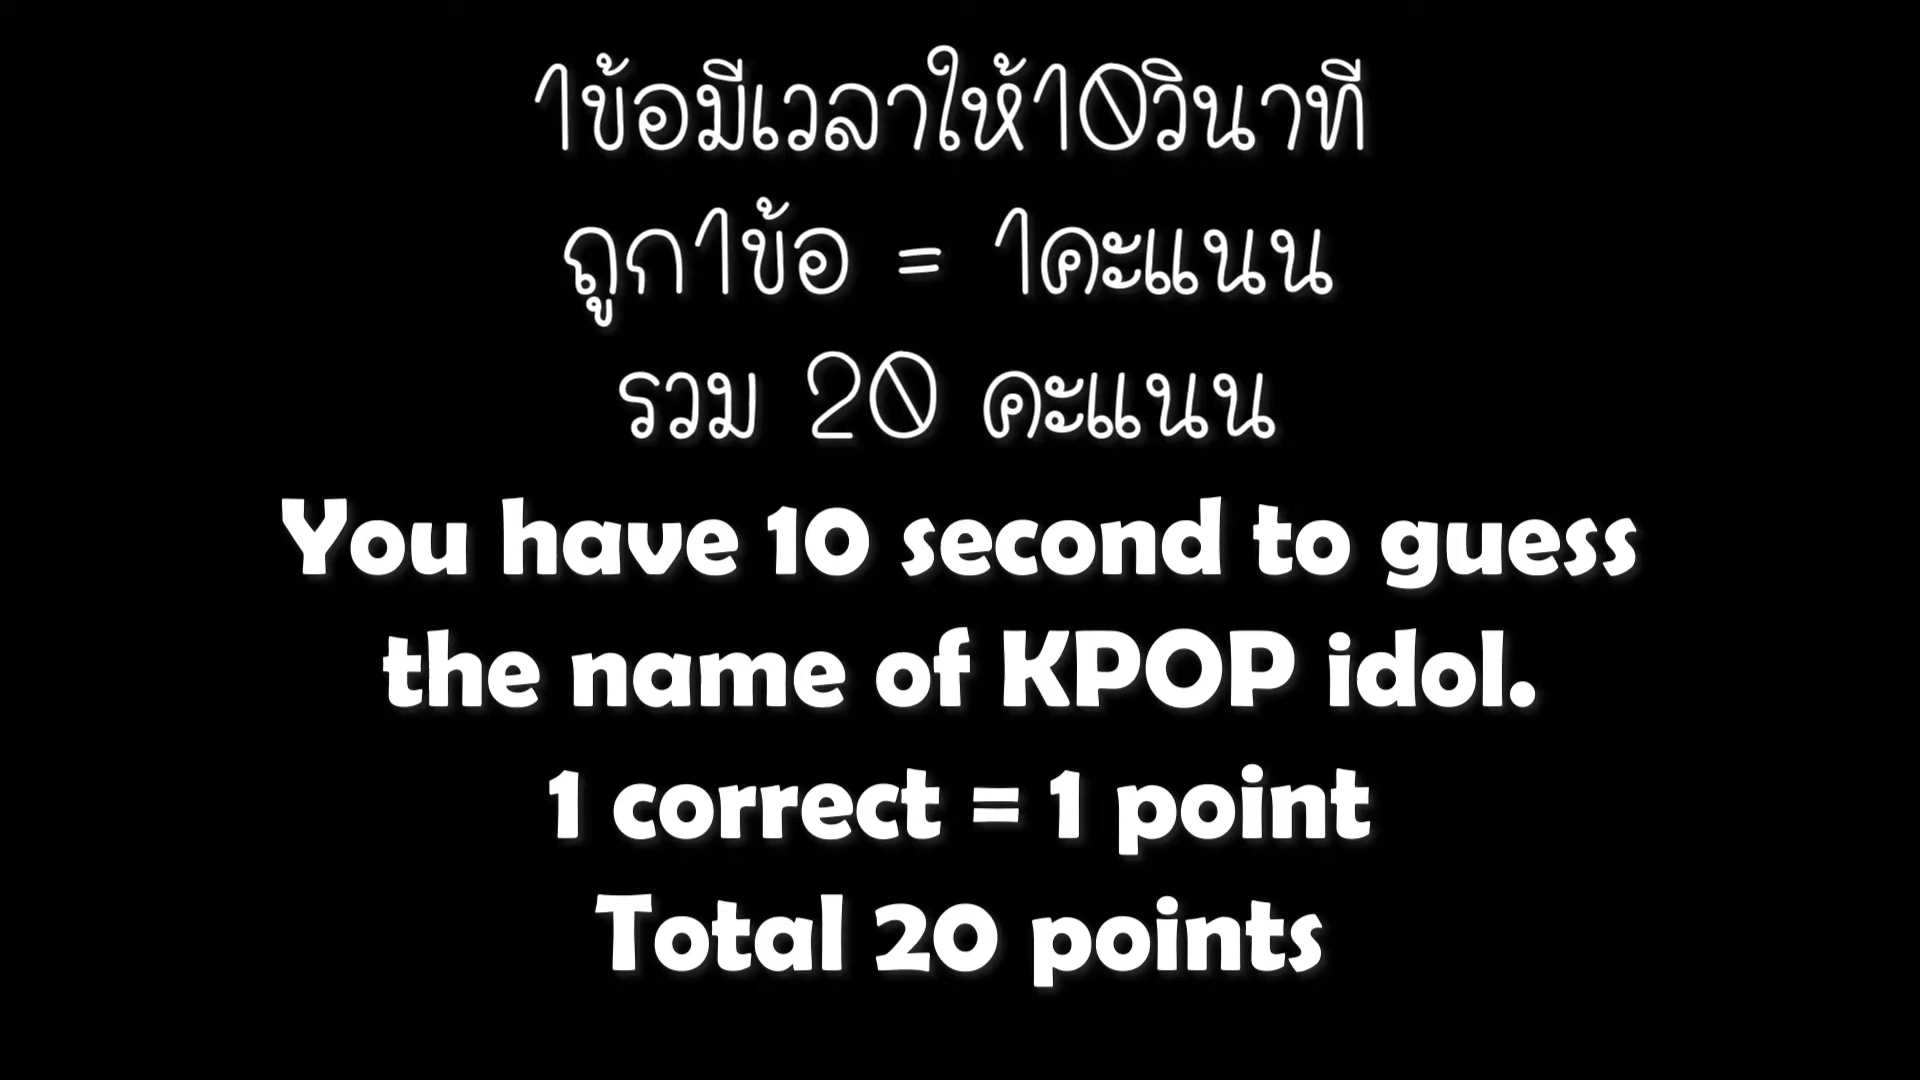 1ข้อมีเวลาให้10วินาที
ถูก1ข้อ = 1คะแนน
รวม 20 คะแนน
You have 10 second to guess
the name of KPOP idol.
1 correct = 1 point
Total 20 points